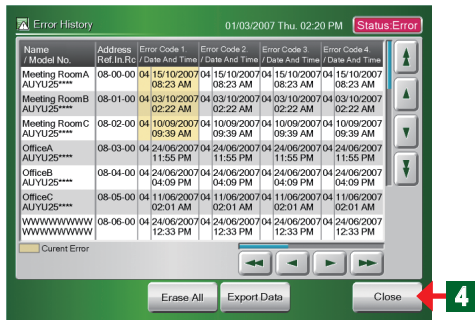 Error History 01/03/2007 Thu. 02:20 PM Status:Error
Name Address Error Code 1. Error Code 2. Error Code 3. Error Code 4.
/ Model No. Ref.In.Rc / Date And Time / Date And Time / Date And Time / Date And Time
Meeting RoomA 08-00-00 04 15/10/2007 04 15/10/2007 04 15/10/2007 04 15/10/2007
AUYU25**** 08:23 AM 08:23 AM 08:23 AM 08:23 AM
Meeting RoomB 08-01-00 04 03/10/2007 04 03/10/2007 04 03/10/2007 04 03/10/2007
AUYU25**** 02:22 AM 02:22 AM 02:22 AM 02:22 AM
Meeting RoomC 08-02-00 04 10/09/2007 04 10/09/2007 04 10/09/2007 04 10/09/2007
AUYU25**** 09:39 AM 09:39 AM 09:39 AM 09:39 AM
OfficeA 08-03-00 04 24/06/2007 04 24/06/2007 04 24/06/2007 04 24/06/2007
AUYU25**** 11:55 PM 11:55 PM 11:55 PM 11:55 PM
OfficeB 08-04-00 04 24/06/2007 04 24/06/2007 04 24/06/2007 04 24/06/2007
AUYU25**** 04:09 PM 04:09 PM 04:09 PM 04:09 PM
OfficeC 08-05-00 04 11/06/2007 04 11/06/2007 04 11/06/2007 04 11/06/2007
AUYU25**** 02:01 AM 02:01 AM 02:01 AM 02:01 AM
WWWWWWWW 08-06-00 04 24/06/2007 04 24/06/2007 04 24/06/2007 04 24/06/2007
WWWWWWWW 12:33 PM 12:33 PM 12:33 PM 12:33 PM
Curent Error
Erase All Export Data Close 4